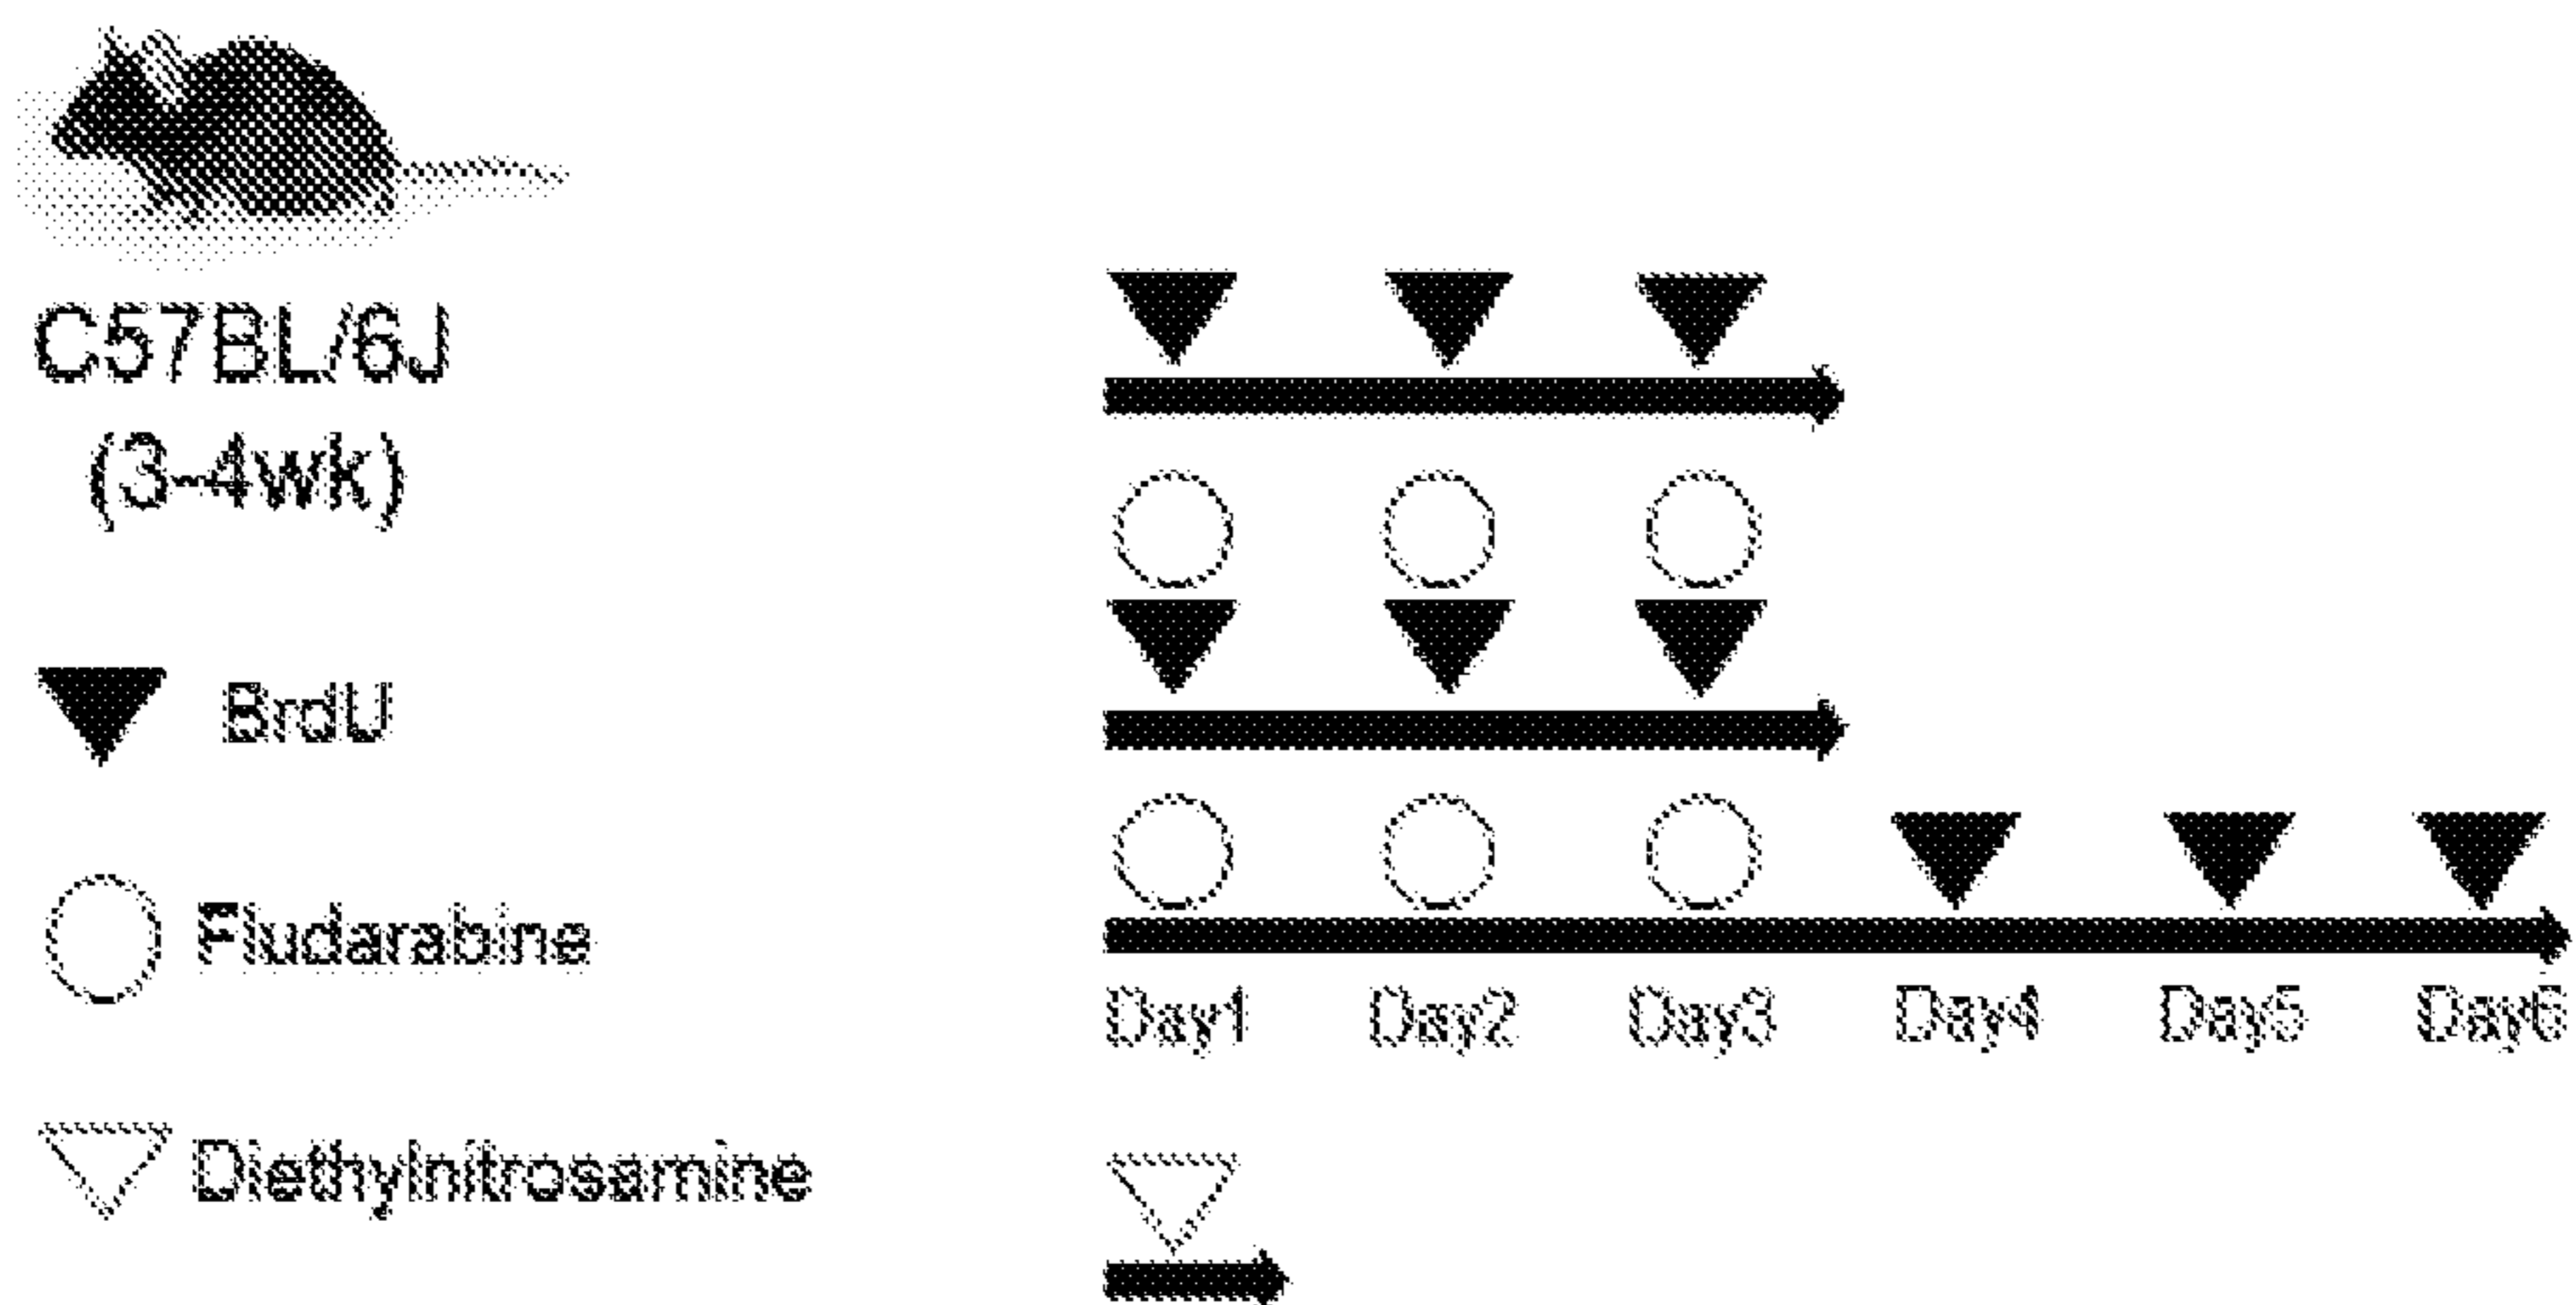 C57BL/6J
(3-4wk)
BrdU
Fludarabine
Day1 Day2 Day3 Day4 Day5 Day6
Diethylnitrosamine